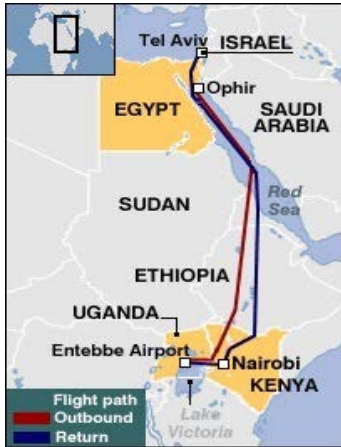 Tel Aviv
ISRAEL
Ophir
EGYPT
SAUDI
ARABIA
Red
Sea
SUDAN
ETHIOPIA
UGANDA
Entebbe Airport
Nairobi
KENYA
Lake
Victoria
Flight path
Outbound
Return